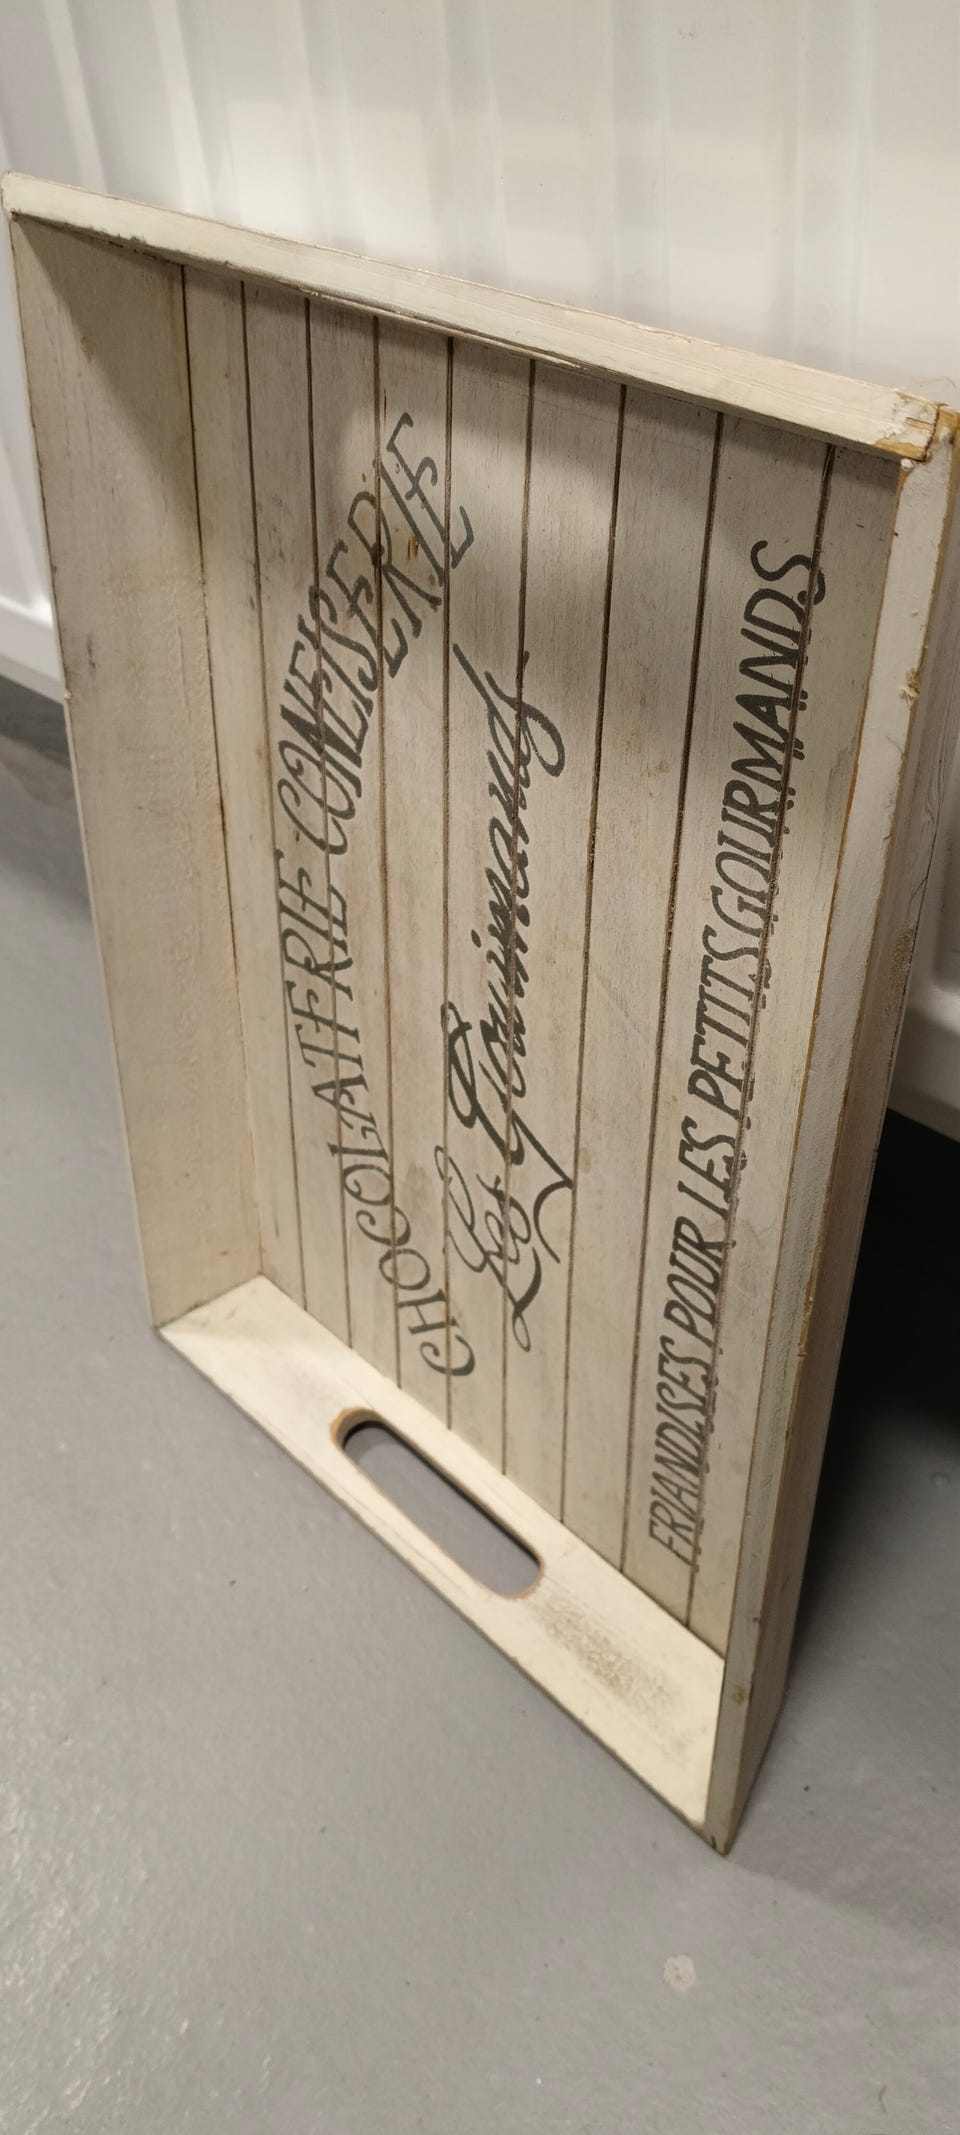 CHOCOLATERIE CONFISERIE
Les Gourmands
FRIANDISES POUR LES PETITS GOURMANDS